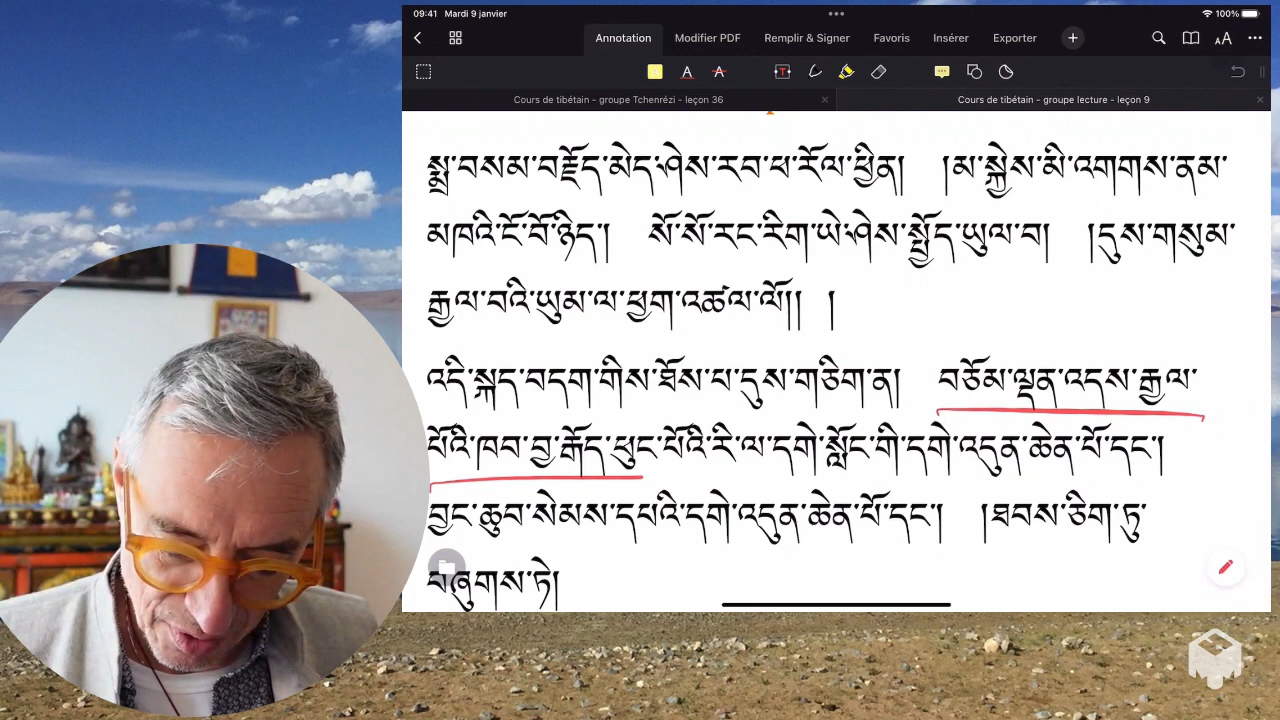 09:41 Mardi 9 janvier
100%
Annotation Modifier PDF Remplir & Signer Favoris Insérer Exporter
Cours de tibétain - groupe Tchenrézi - leçon 36
Cours de tibétain - groupe lecture - leçon 9
སྨྲ་བསམ་བརྗོད་མེད་ཤེས་རབ་ཕ་རོལ་ཕྱིན། །མ་སྐྱེས་མི་འགགས་ནམ་
མཁའི་ངོ་བོ་ཉིད།། སོ་སོ་རང་རིག་ཡེ་ཤེས་སྤྱོད་ཡུལ་བ། །དུས་གསུམ་
རྒྱལ་བའི་ཡུམ་ལ་ཕྱག་འཚལ་ལོ།། །
འདི་སྐད་བདག་གིས་ཐོས་པ་དུས་གཅིག་ན། བཅོམ་ལྡན་འདས་རྒྱལ་
པོའི་ཁབ་བྱ་རྒོད་ཕུང་པོའི་རི་ལ་དགེ་སློང་གི་དགེ་འདུན་ཆེན་པོ་དང་།
བྱང་ཆུབ་སེམས་དཔའི་དགེ་འདུན་ཆེན་པོ་དང་། །ཐབས་ཅིག་ཏུ་
བཞུགས་ཏེ།